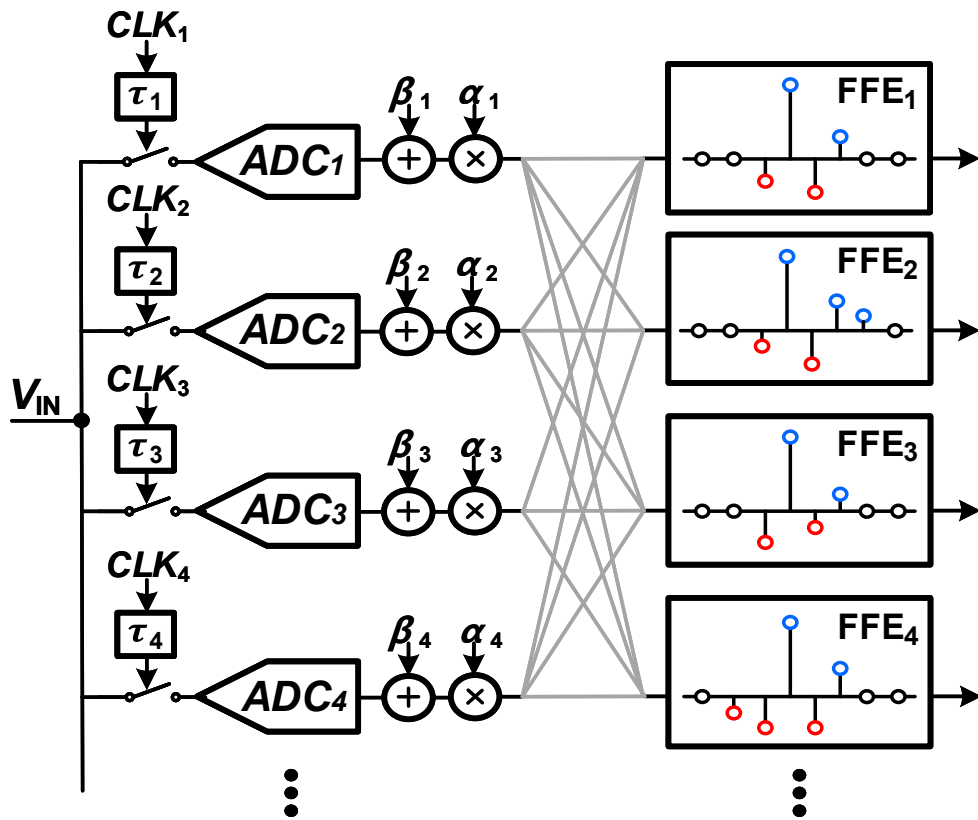 CLK1
τ1
β1 α1
ADC1
FFE1
CLK2
τ2
β2 α2
ADC2
FFE2
VIN
CLK3
τ3
β3 α3
ADC3
FFE3
CLK4
τ4
β4 α4
ADC4
FFE4